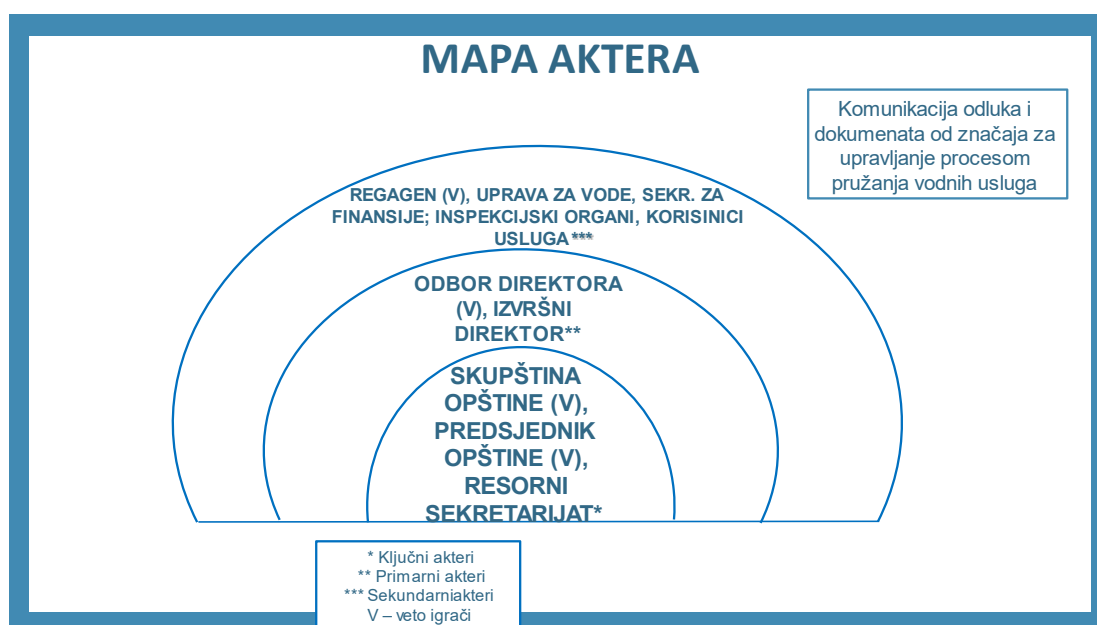 MAPA AKTERA
Komunikacija odluka i
dokumenata od značaja za
upravljanje procesom
pružanja vodnih usluga
REGAGEN (V), UPRAVA ZA VODE, SEKR. ZA
FINANSIJE; INSPEKCIJSKI ORGANI, KORISINICI
USLUGA***
ODBOR DIREKTORA
(V), IZVRŠNI
DIREKTOR**
SKUPŠTINA
OPŠTINE (V),
PREDSJEDNIK
OPŠTINE (V),
RESORNI
SEKRETARIJAT*
* Ključni akteri
** Primarni akteri
*** Sekundarniakteri
V – veto igrači